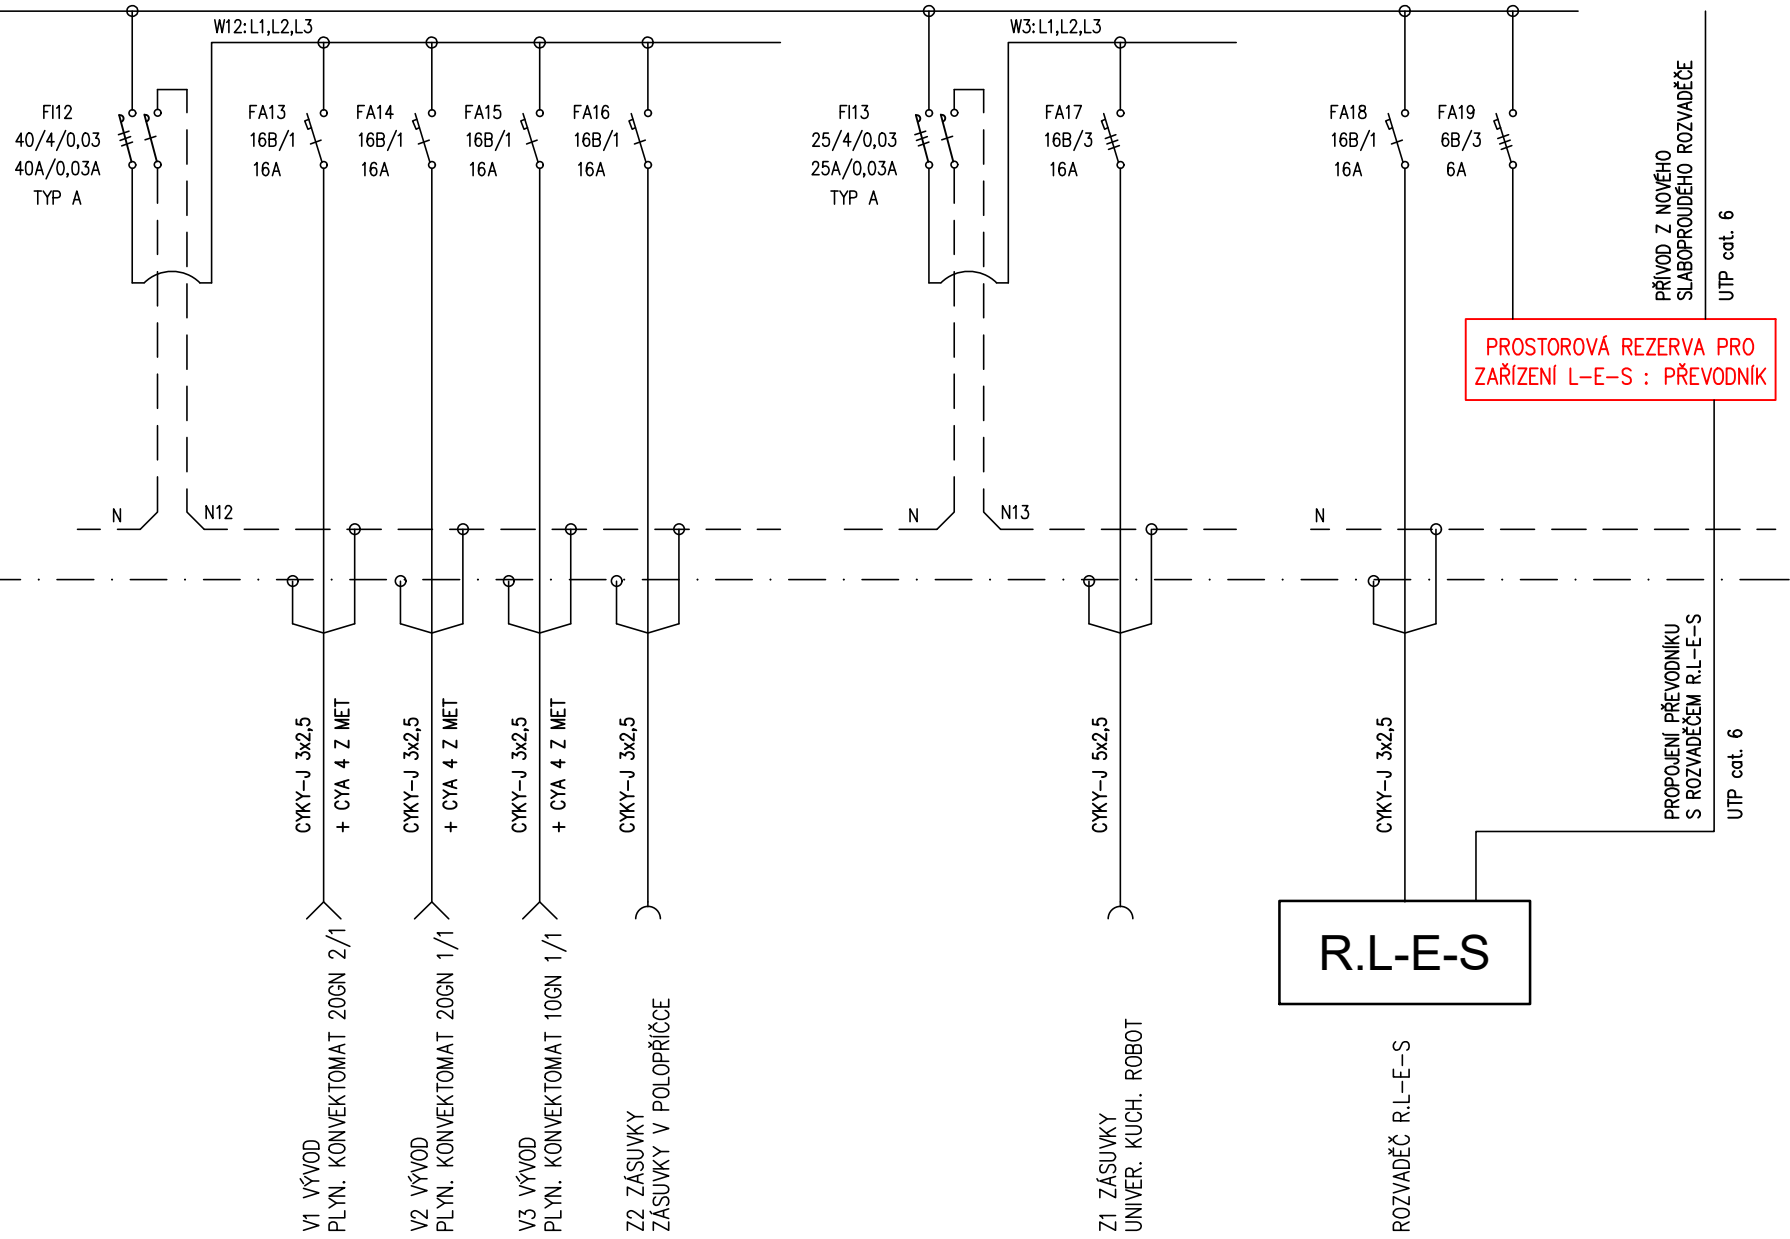 W12:L1,L2,L3
W3:L1,L2,L3
FI12
40/4/0,03
40A/0,03A
TYP A
FA13
16B/1
16A
FA14
16B/1
16A
FA15
16B/1
16A
FA16
16B/1
16A
FI13
25/4/0,03
25A/0,03A
TYP A
FA17
16B/3
16A
FA18
16B/1
16A
FA19
6B/3
6A
PŘÍVOD Z NOVÉHO
SLABOPROUDÉHO ROZVADĚČE
UTP cat. 6
PROSTOROVÁ REZERVA PRO
ZAŘÍZENÍ L-E-S : PŘEVODNÍK
N
N12
N
N13
N
CYKY-J 3x2,5
+ CYA 4 Z MET
CYKY-J 3x2,5
+ CYA 4 Z MET
CYKY-J 3x2,5
+ CYA 4 Z MET
CYKY-J 3x2,5
CYKY-J 5x2,5
CYKY-J 3x2,5
PROPOJENÍ PŘEVODNÍKU
S ROZVADĚČEM R.L-E-S
UTP cat. 6
R.L-E-S
V1 VÝVOD
PLYN. KONVEKTOMAT 20GN 2/1
V2 VÝVOD
PLYN. KONVEKTOMAT 20GN 1/1
V3 VÝVOD
PLYN. KONVEKTOMAT 10GN 1/1
Z2 ZÁSUVKY
ZÁSUVKY V POLOPŘÍČCE
Z1 ZÁSUVKY
UNIVER. KUCH. ROBOT
ROZVADĚČ R.L-E-S